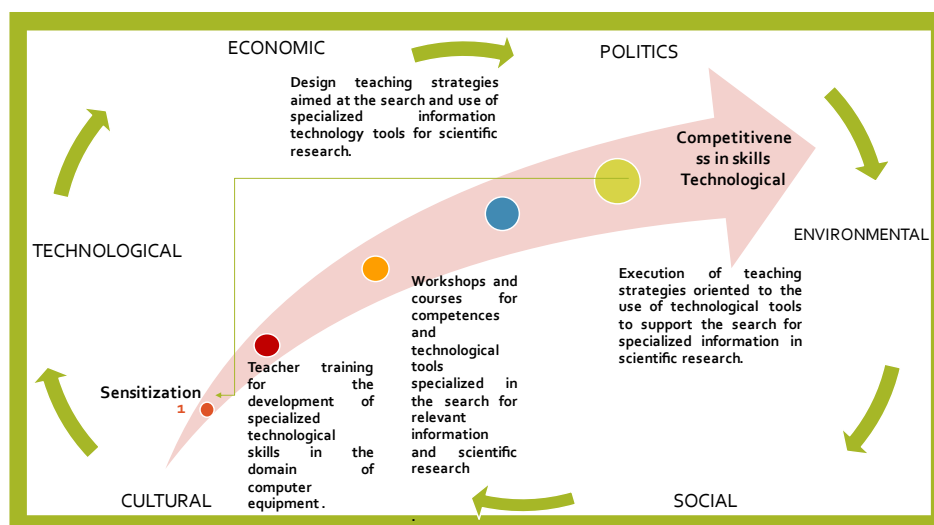 ECONOMIC
POLITICS
Design teaching strategies
aimed at the search and use of
specialized information
technology tools for scientific
research.
Competitivene
ss in skills
Technological
TECHNOLOGICAL
ENVIRONMENTAL
Execution of teaching
strategies oriented to the
use of technological tools
to support the search for
specialized information in
scientific research.
Workshops and
courses for
competences
and
technological
tools
specialized in
the search for
relevant
information
and scientific
research
Sensitization
1
Teacher training
for the
development of
specialized
technological
skills in the
domain of
computer
equipment.
CULTURAL
SOCIAL
.